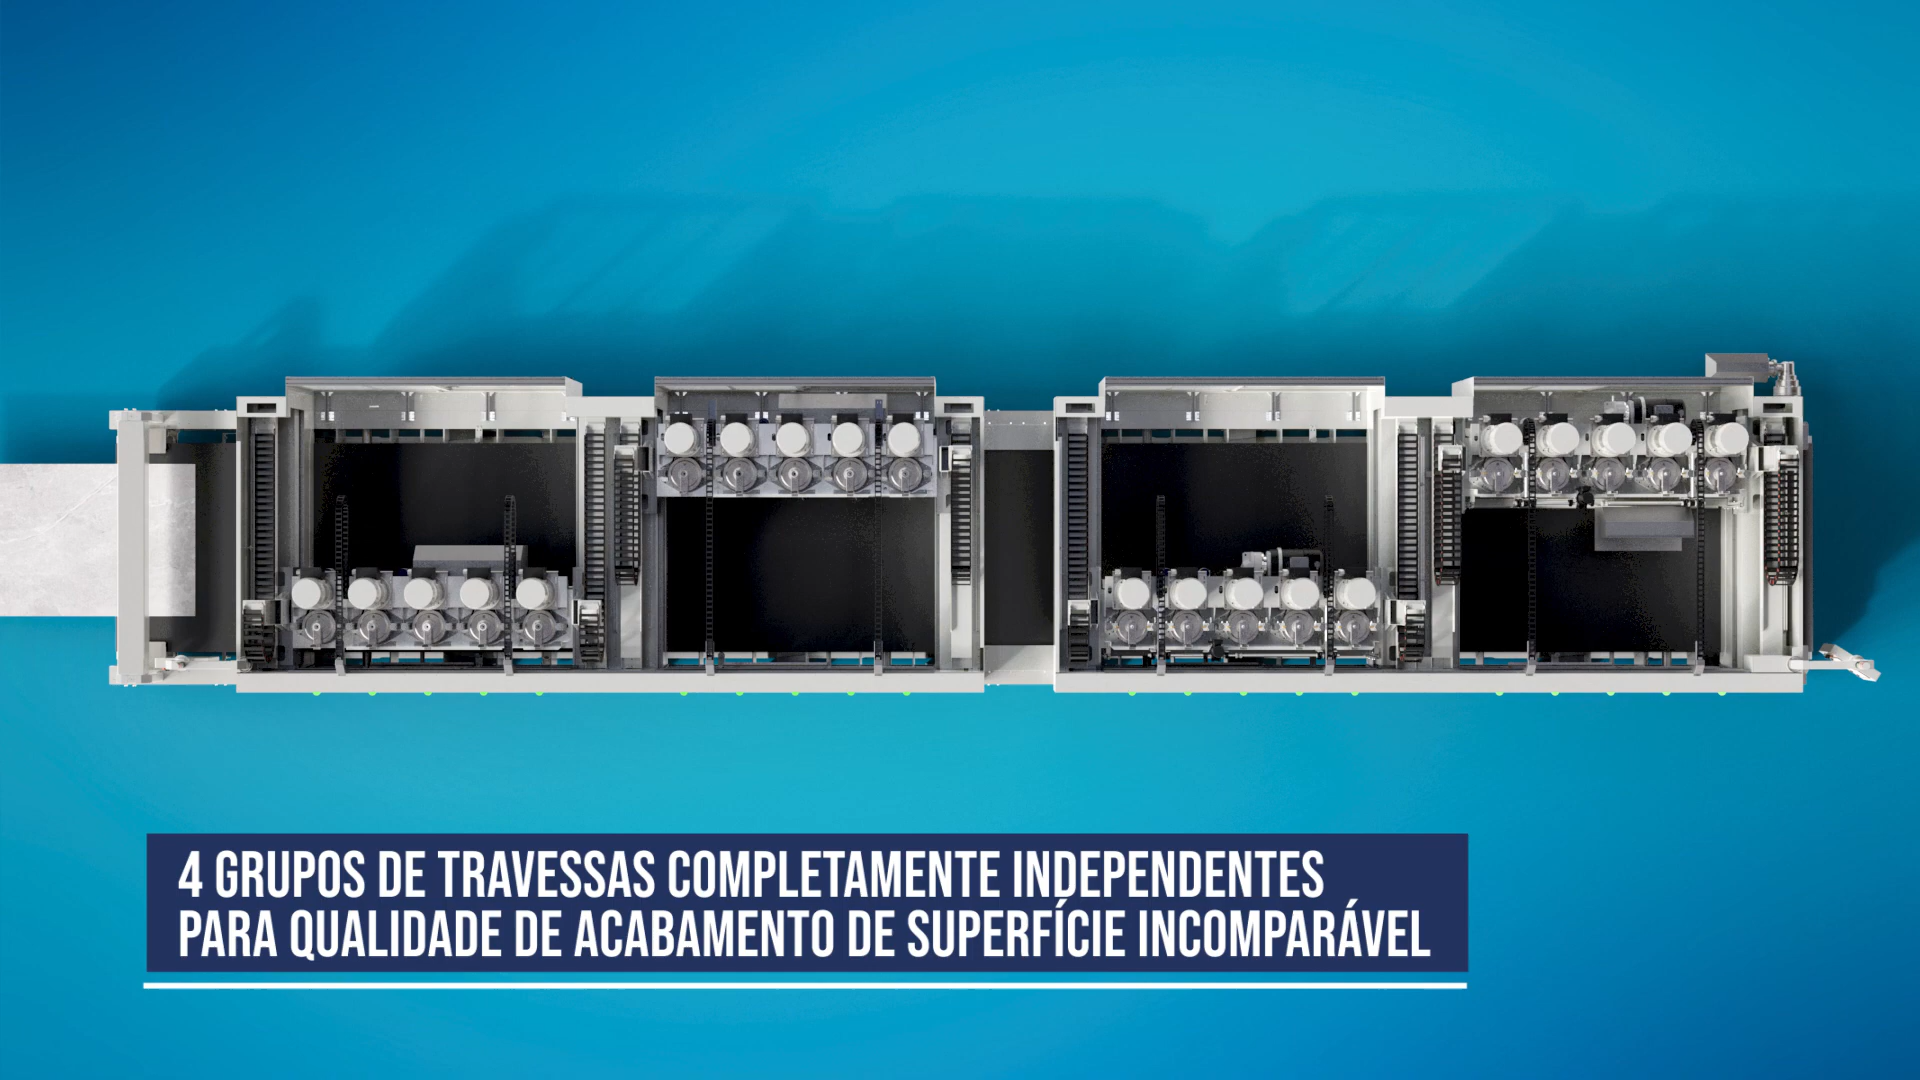 4 GRUPOS DE TRAVESSAS COMPLETAMENTE INDEPENDENTES
PARA QUALIDADE DE ACABAMENTO DE SUPERFÍCIE INCOMPARÁVEL